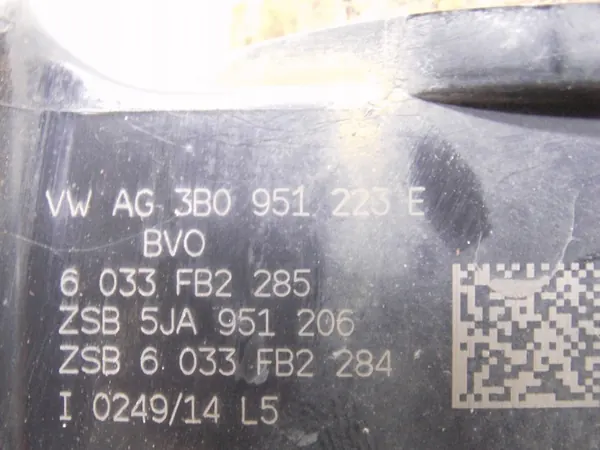 VW AG 3B0 951 223 E
BVO
6 033 FB2 285
ZSB 5JA 951 206
ZSB 6 033 FB2 284
I 0249/14 L5